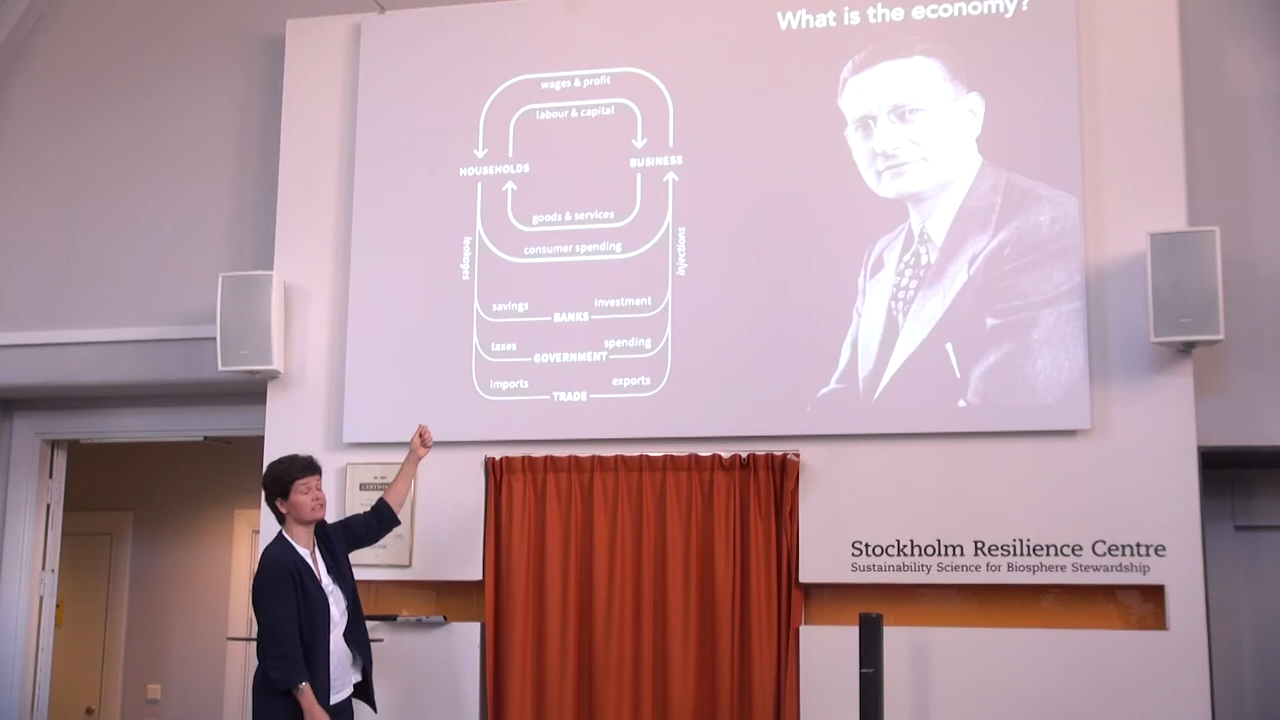 What is the economy?
wages & profit
labour & capital
HOUSEHOLDS
BUSINESS
goods & services
consumer spending
leakages
injections
savings
investment
BANKS
taxes
spending
GOVERNMENT
imports
exports
TRADE
Stockholm Resilience Centre
Sustainability Science for Biosphere Stewardship